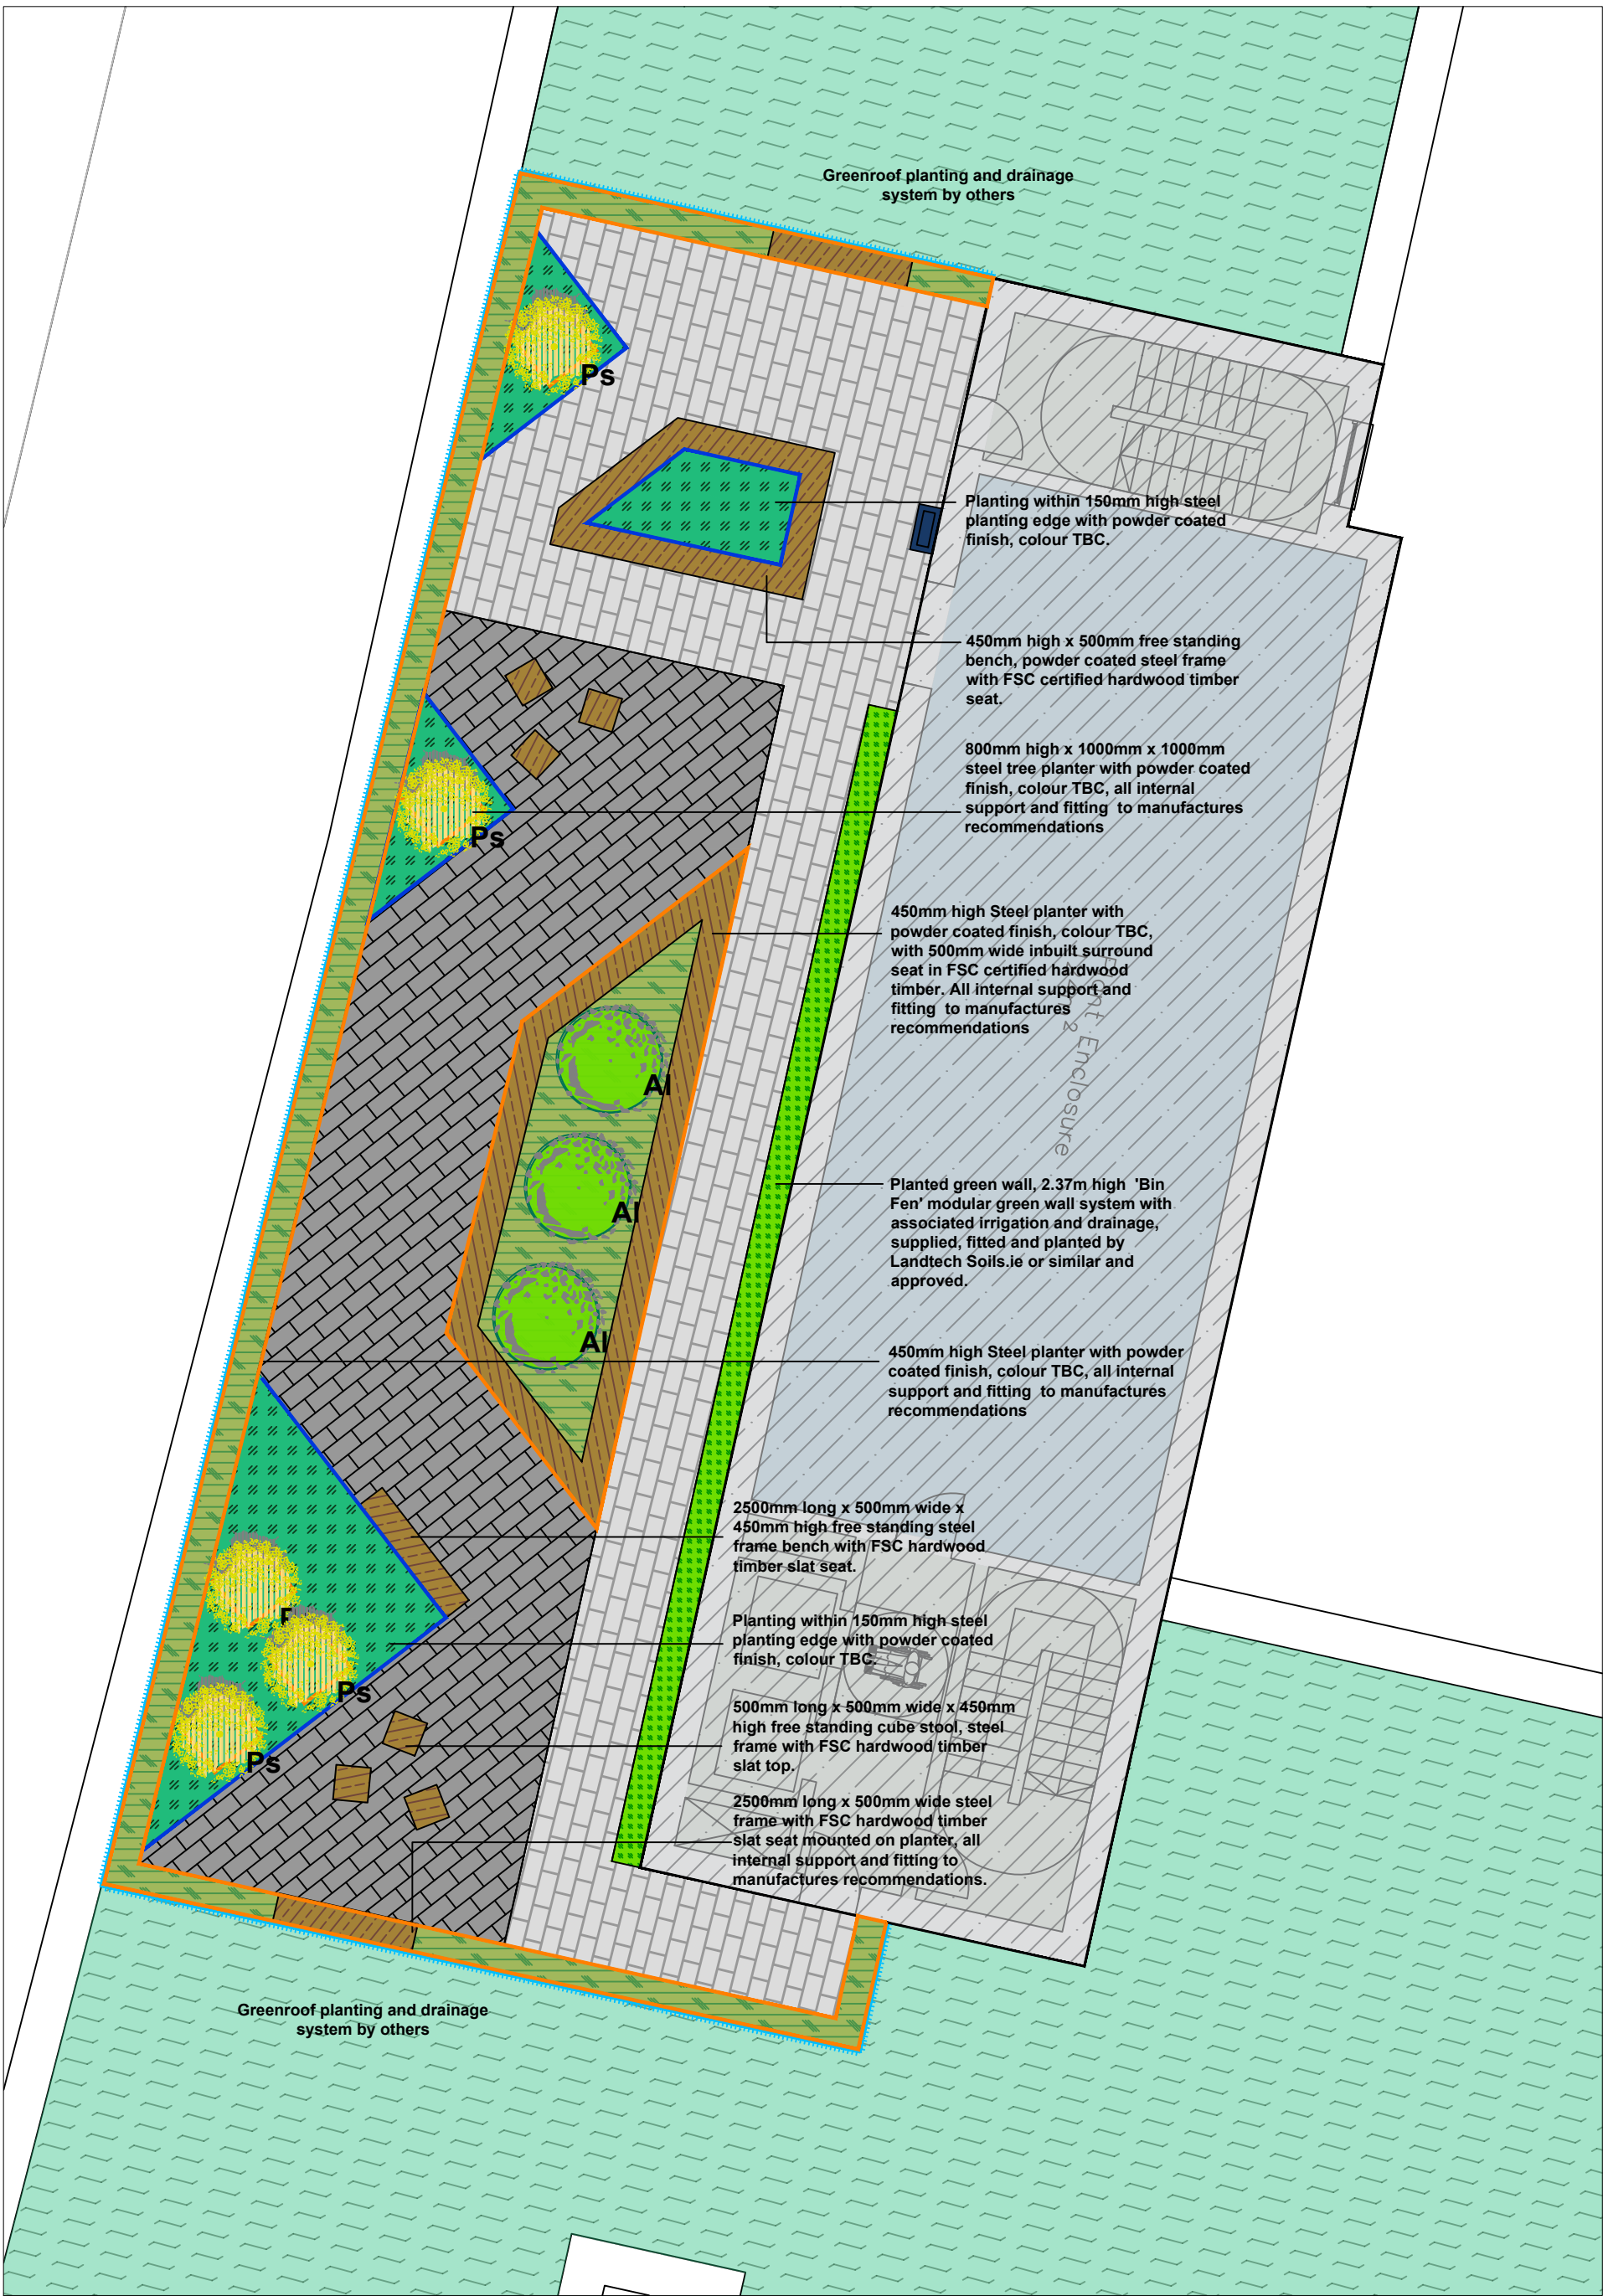 Greenroof planting and drainage
system by others
Ps
Planting within 150mm high steel
planting edge with powder coated
finish, colour TBC.
450mm high x 500mm free standing
bench, powder coated steel frame
with FSC certified hardwood timber
seat.
800mm high x 1000mm x 1000mm
steel tree planter with powder coated
finish, colour TBC, all internal
support and fitting to manufactures
recommendations
Ps
450mm high Steel planter with
powder coated finish, colour TBC,
with 500mm wide inbuilt surround
seat in FSC certified hardwood
timber. All internal support and
fitting to manufactures
recommendations
Enclosure
Al
Planted green wall, 2.37m high 'Bin
Fen' modular green wall system with
associated irrigation and drainage,
supplied, fitted and planted by
Landtech Soils.ie or similar and
approved.
Al
Al
450mm high Steel planter with powder
coated finish, colour TBC, all internal
support and fitting to manufactures
recommendations
2500mm long x 500mm wide x
450mm high free standing steel
frame bench with FSC hardwood
timber slat seat.
Planting within 150mm high steel
planting edge with powder coated
finish, colour TBC.
Ps
500mm long x 500mm wide x 450mm
high free standing cube stool, steel
frame with FSC hardwood timber
slat top.
Ps
2500mm long x 500mm wide steel
frame with FSC hardwood timber
slat seat mounted on planter, all
internal support and fitting to
manufactures recommendations.
Greenroof planting and drainage
system by others